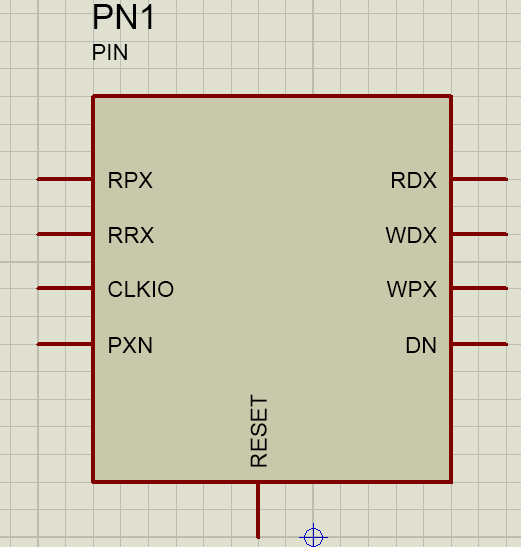 PN1
PIN
RPX
RDX
RRX
WDX
CLKIO
WPX
PXN
DN
RESET